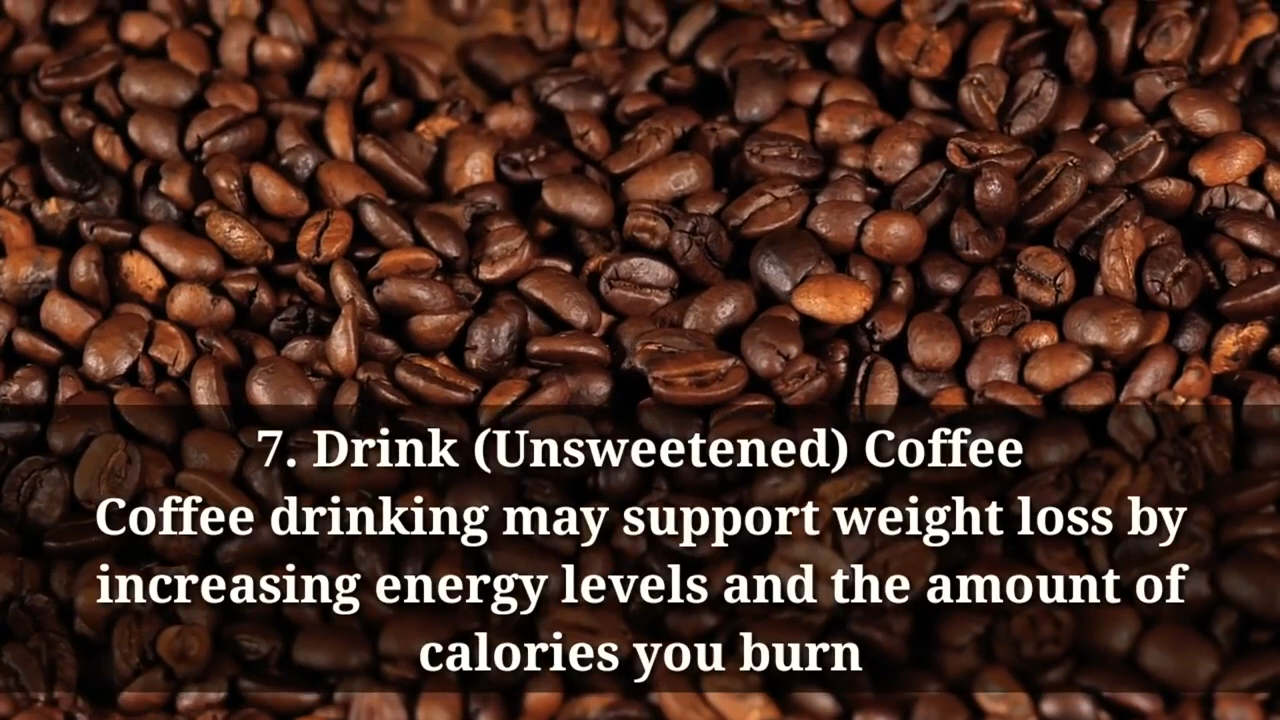 7. Drink (Unsweetened) Coffee
Coffee drinking may support weight loss by
increasing energy levels and the amount of
calories you burn